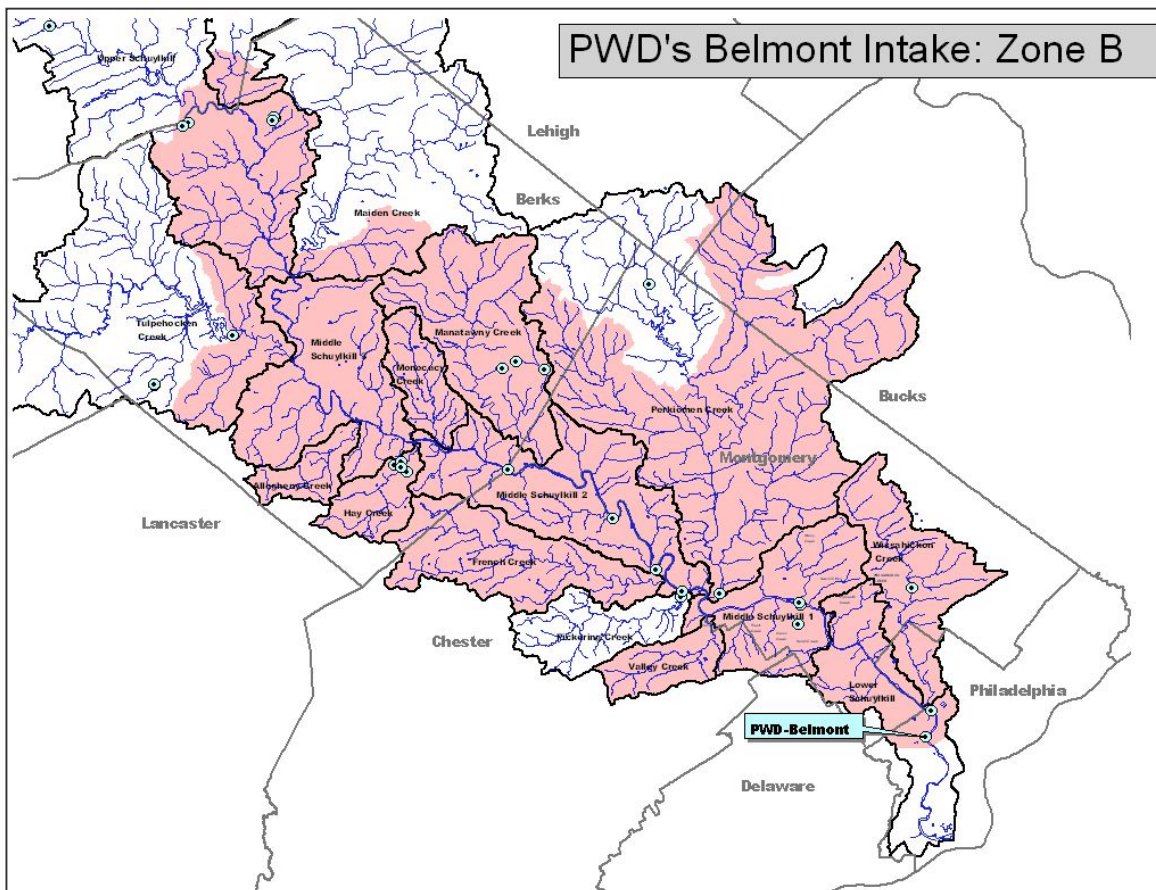 PWD's Belmont Intake: Zone B
Upper Schuylkill
Lehigh
Berks
Maiden Creek
Tulpehocken
Creek
Middle
Schuylkill
Manatawny Creek
Monocacy
Creek
Bucks
Perkiomen Creek
Montgomery
Allegheny Creek
Middle Schuylkill 2
Hay Creek
Lancaster
Wissahickon
Creek
French Creek
Middle Schuylkill 1
Pickering Creek
Chester
Valley Creek
Lower
Schuylkill
Philadelphia
PWD-Belmont
Delaware